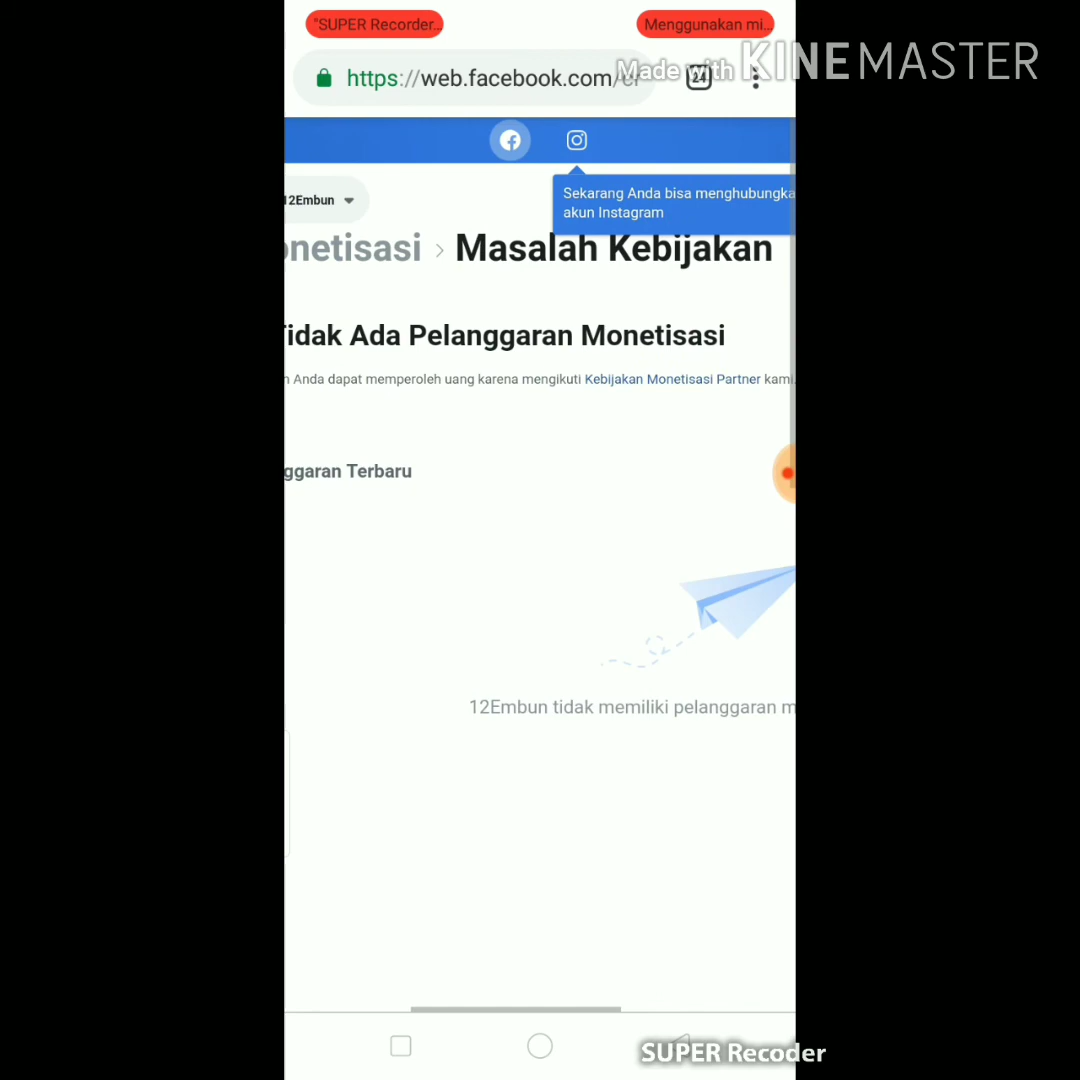 "SUPER Recorder...
Menggunakan mi...
Made with KINEMASTER
https://web.facebook.com/cr
24
12Embun
Sekarang Anda bisa menghubungka
akun Instagram
onetisasi › Masalah Kebijakan
Tidak Ada Pelanggaran Monetisasi
n Anda dapat memperoleh uang karena mengikuti Kebijakan Monetisasi Partner kami.
ggaran Terbaru
12Embun tidak memiliki pelanggaran m
SUPER Recoder